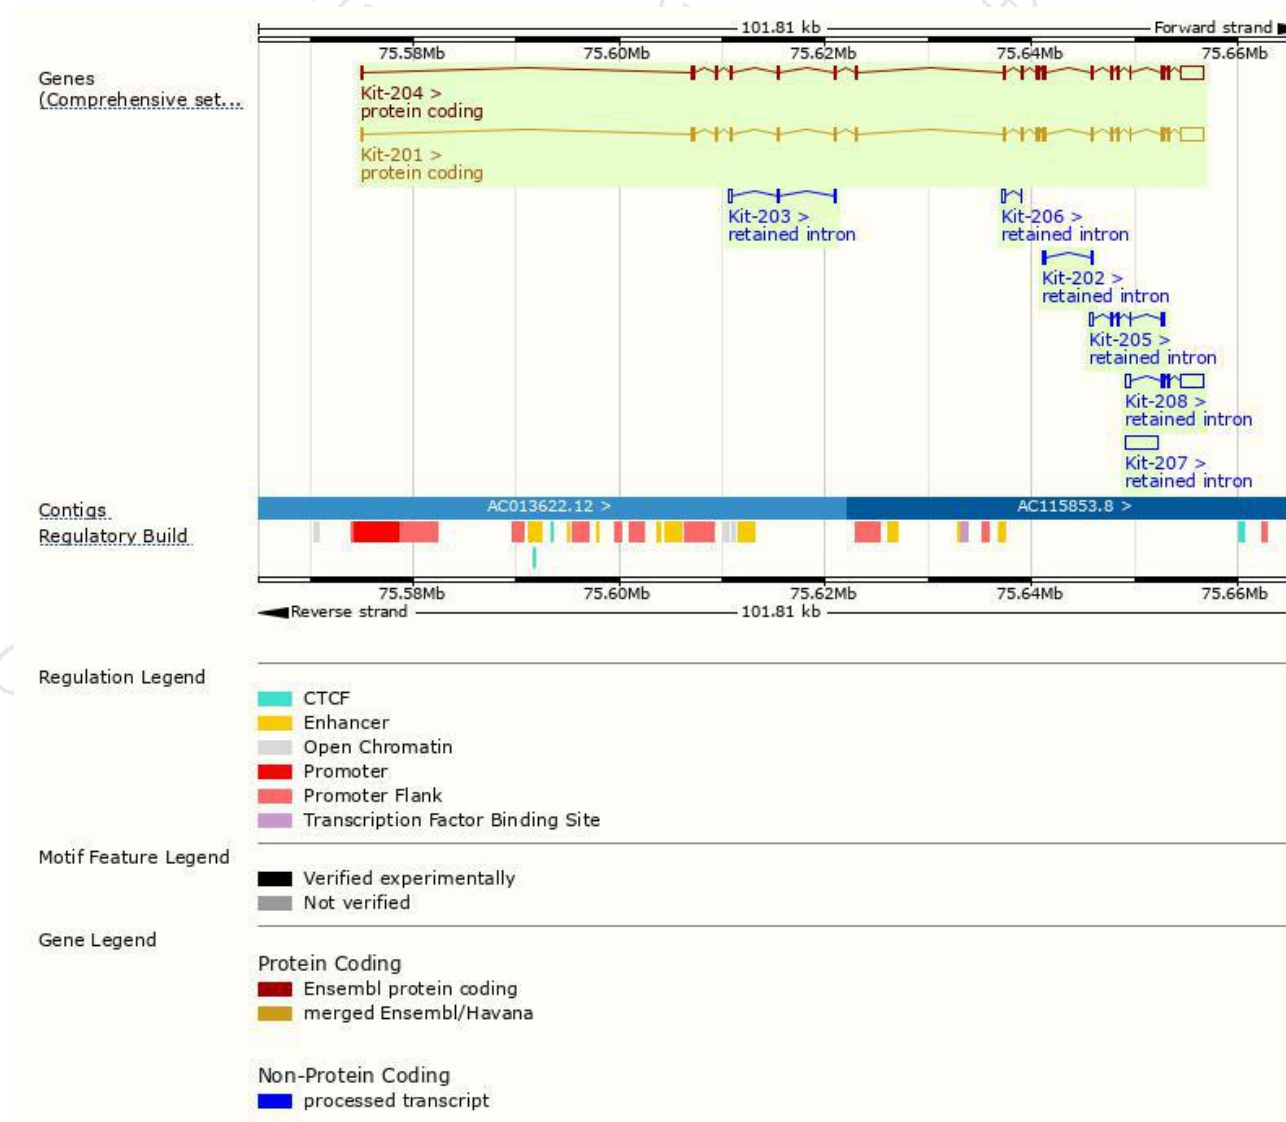 101.81 kb
Forward strand
75.58Mb 75.60Mb 75.62Mb 75.64Mb 75.66Mb
Genes
(Comprehensive set...
Kit-204 >
protein coding
Kit-201 >
protein coding
Kit-203 >
retained intron
Kit-206 >
retained intron
Kit-202 >
retained intron
Kit-205 >
retained intron
Kit-208 >
retained intron
Kit-207 >
retained intron
Contigs
AC013622.12 >
AC115853.8 >
Regulatory Build
75.58Mb 75.60Mb 75.62Mb 75.64Mb 75.66Mb
Reverse strand
101.81 kb
Regulation Legend
CTCF
Enhancer
Open Chromatin
Promoter
Promoter Flank
Transcription Factor Binding Site
Motif Feature Legend
Verified experimentally
Not verified
Gene Legend
Protein Coding
Ensembl protein coding
merged Ensembl/Havana
Non-Protein Coding
processed transcript